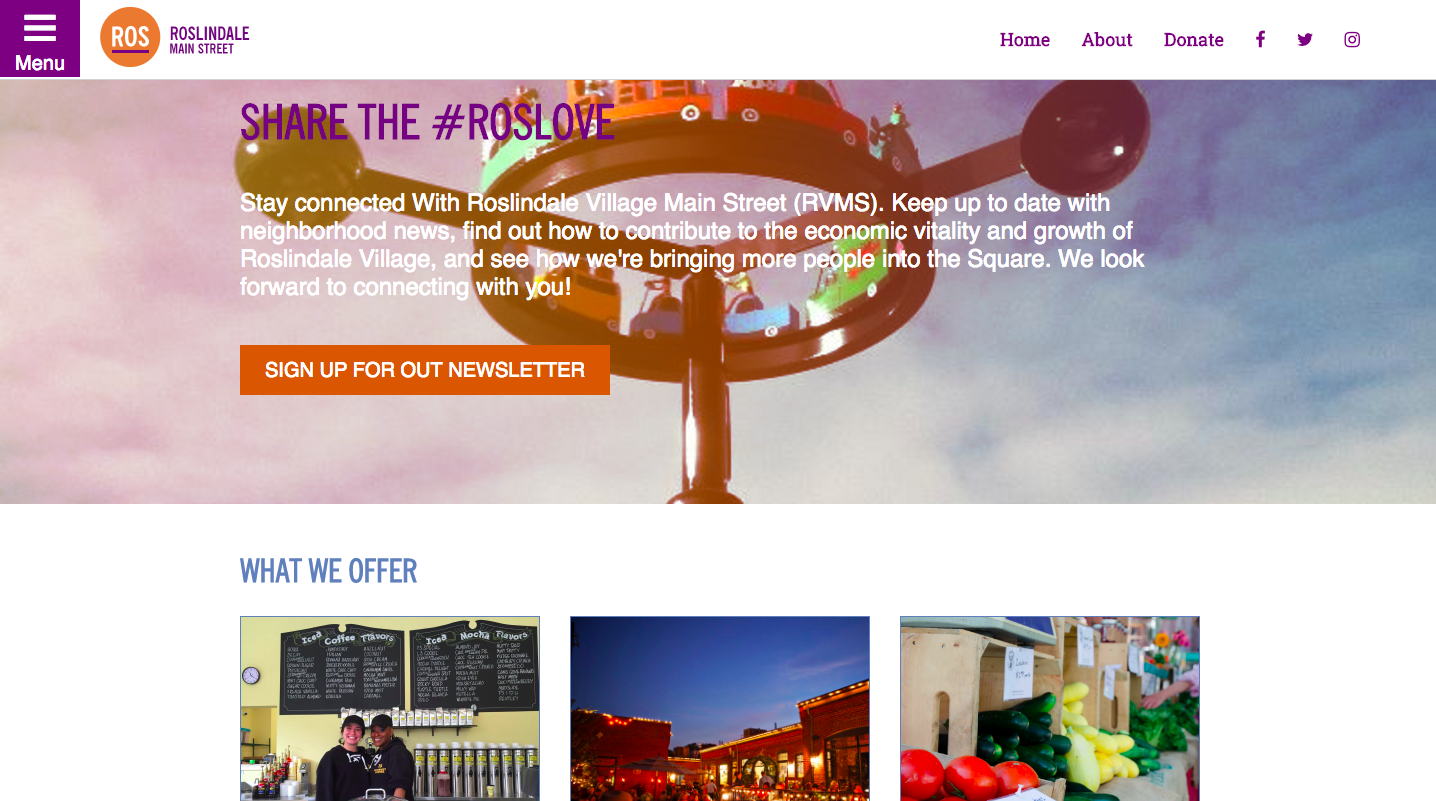 Menu
ROS
ROSLINDALE
MAIN STREET
Home About Donate
SHARE THE #ROSLOVE
Stay connected With Roslindale Village Main Street (RVMS). Keep up to date with
neighborhood news, find out how to contribute to the economic vitality and growth of
Roslindale Village, and see how we're bringing more people into the Square. We look
forward to connecting with you!
SIGN UP FOR OUT NEWSLETTER
WHAT WE OFFER
Iced Coffee Flavors
Iced Mocha Flavors